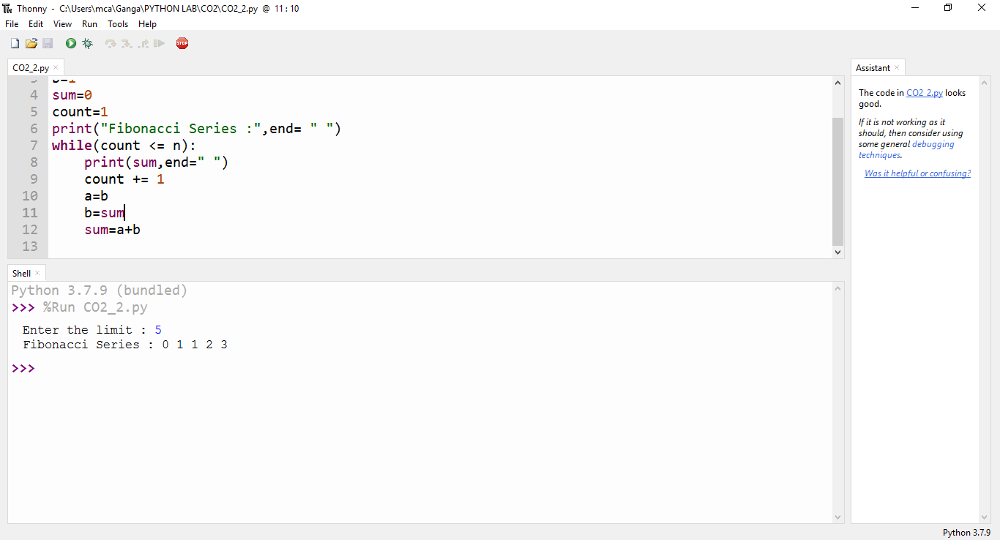 Thonny - C:\Users\mca\Ganga\PYTHON LAB\CO2\CO2_2.py @ 11 : 10
File Edit View Run Tools Help
STOP
CO2_2.py ×
4 sum=0
5 count=1
6 print("Fibonacci Series :",end= " ")
7 while(count <= n):
8     print(sum,end=" ")
9     count += 1
10     a=b
11     b=sum
12     sum=a+b
13
Shell ×
Python 3.7.9 (bundled)
>>> %Run CO2_2.py
Enter the limit : 5
Fibonacci Series : 0 1 1 2 3
>>>
Assistant ×
The code in CO2_2.py looks
good.
If it is not working as it
should, then consider using
some general debugging
techniques.
Was it helpful or confusing?
Python 3.7.9